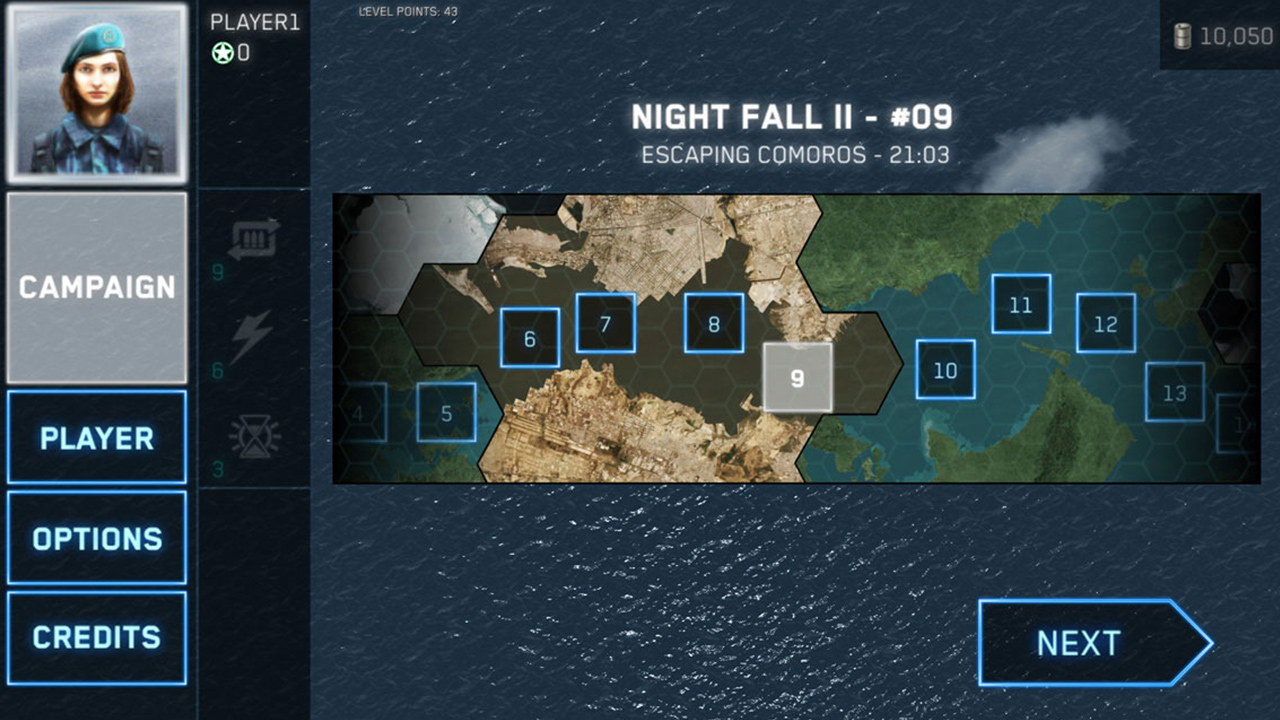 PLAYER1
0
LEVEL POINTS: 43
10,050
NIGHT FALL II - #09
ESCAPING COMOROS - 21:03
CAMPAIGN
9
6
3
4
5
6
7
8
9
10
11
12
13
PLAYER
OPTIONS
CREDITS
NEXT